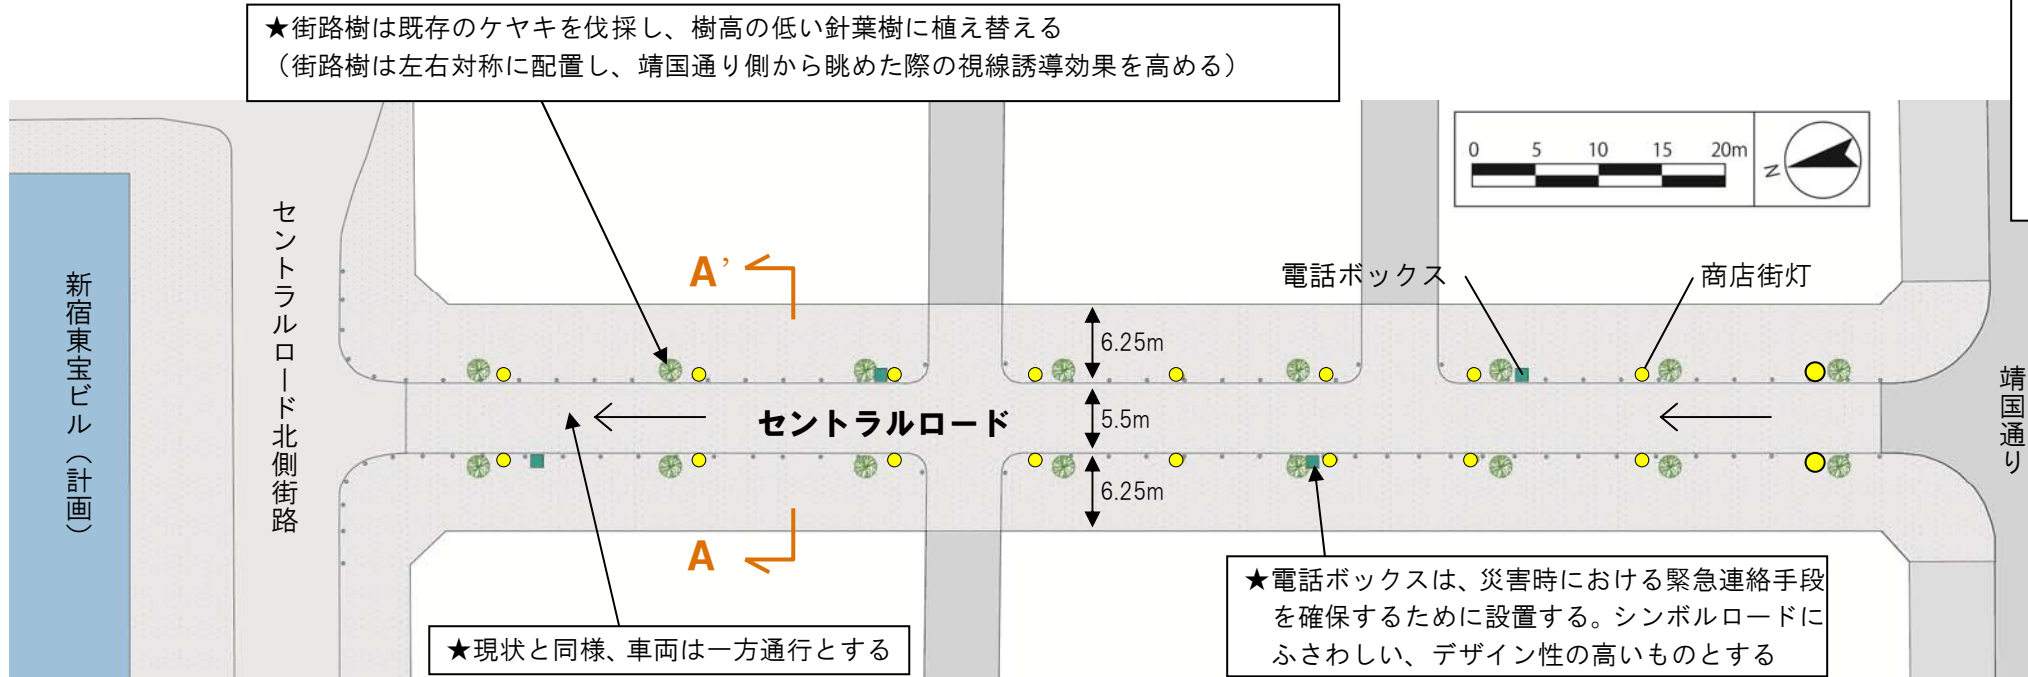 ★街路樹は既存のケヤキを伐採し、樹高の低い針葉樹に植え替える
（街路樹は左右対称に配置し、靖国通り側から眺めた際の視線誘導効果を高める）
0 5 10 15 20m
N
新宿東宝ビル（計画）
セントラルロード北側街路
A’
電話ボックス
商店街灯
6.25m
セントラルロード
5.5m
靖国通り
6.25m
A
★現状と同様、車両は一方通行とする
★電話ボックスは、災害時における緊急連絡手段
を確保するために設置する。シンボルロードに
ふさわしい、デザイン性の高いものとする